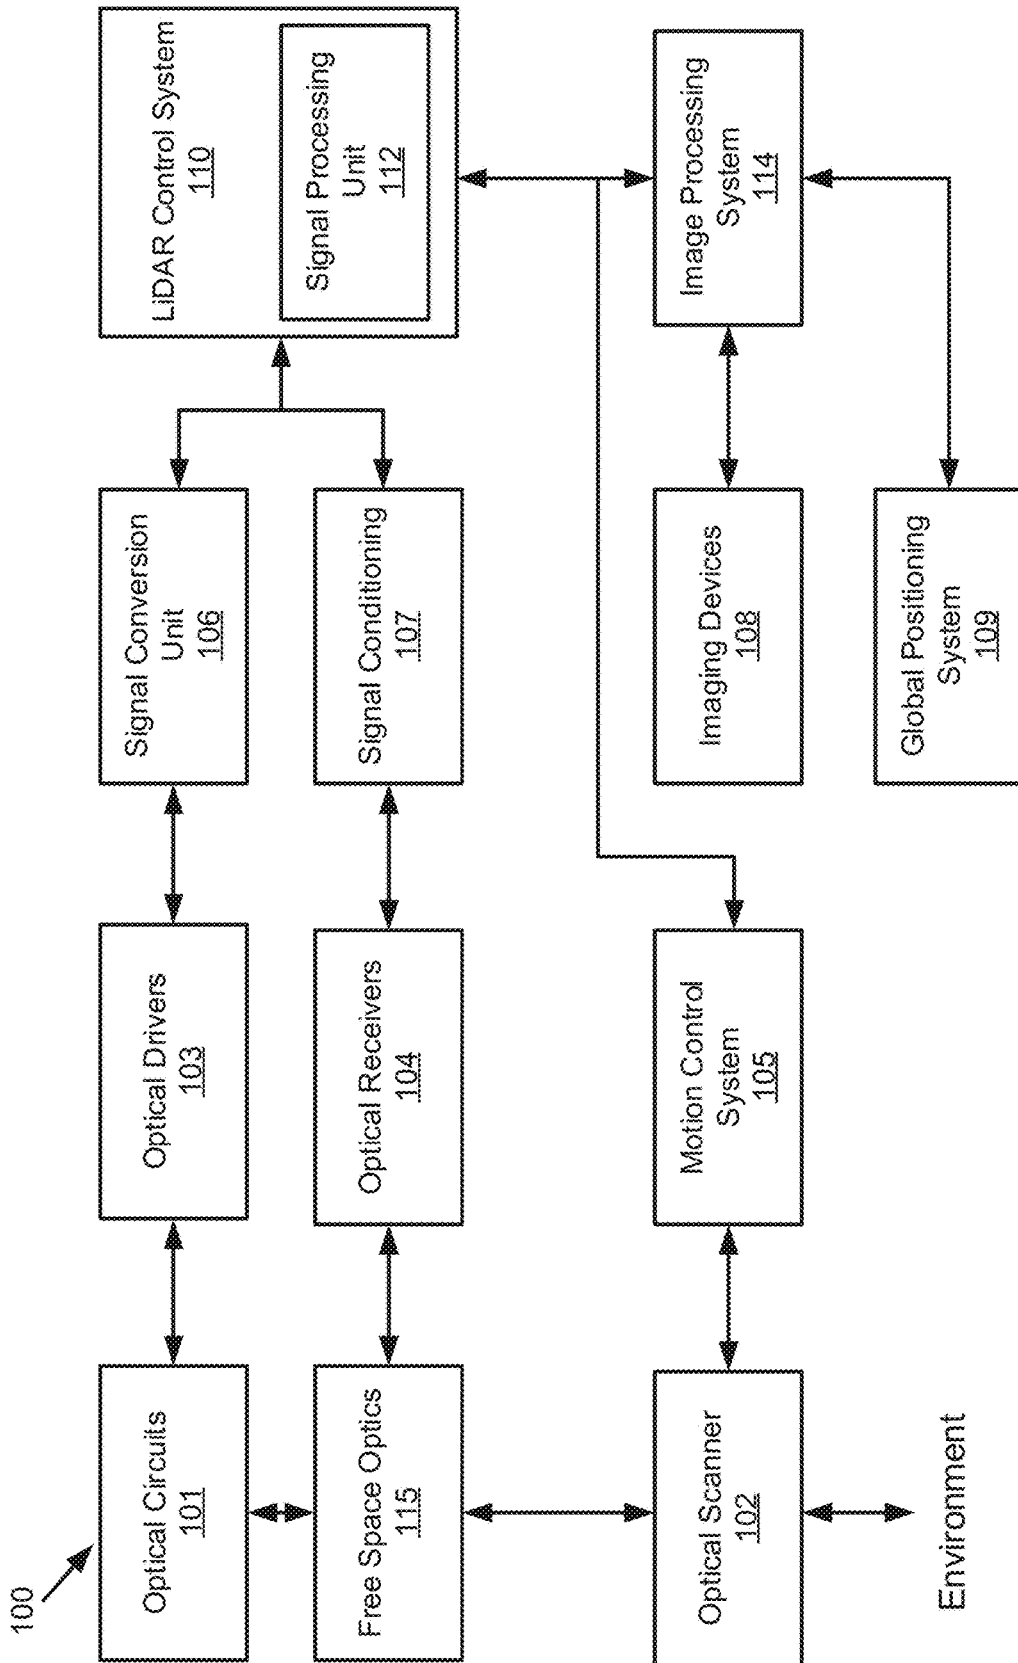 100
Optical Circuits
101
Optical Drivers
103
Signal Conversion
Unit
106
LiDAR Control System
110
Signal Processing
Unit
112
Free Space Optics
115
Optical Receivers
104
Signal Conditioning
107
Optical Scanner
102
Motion Control
System
105
Imaging Devices
108
Image Processing
System
114
Environment
Global Positioning
System
109